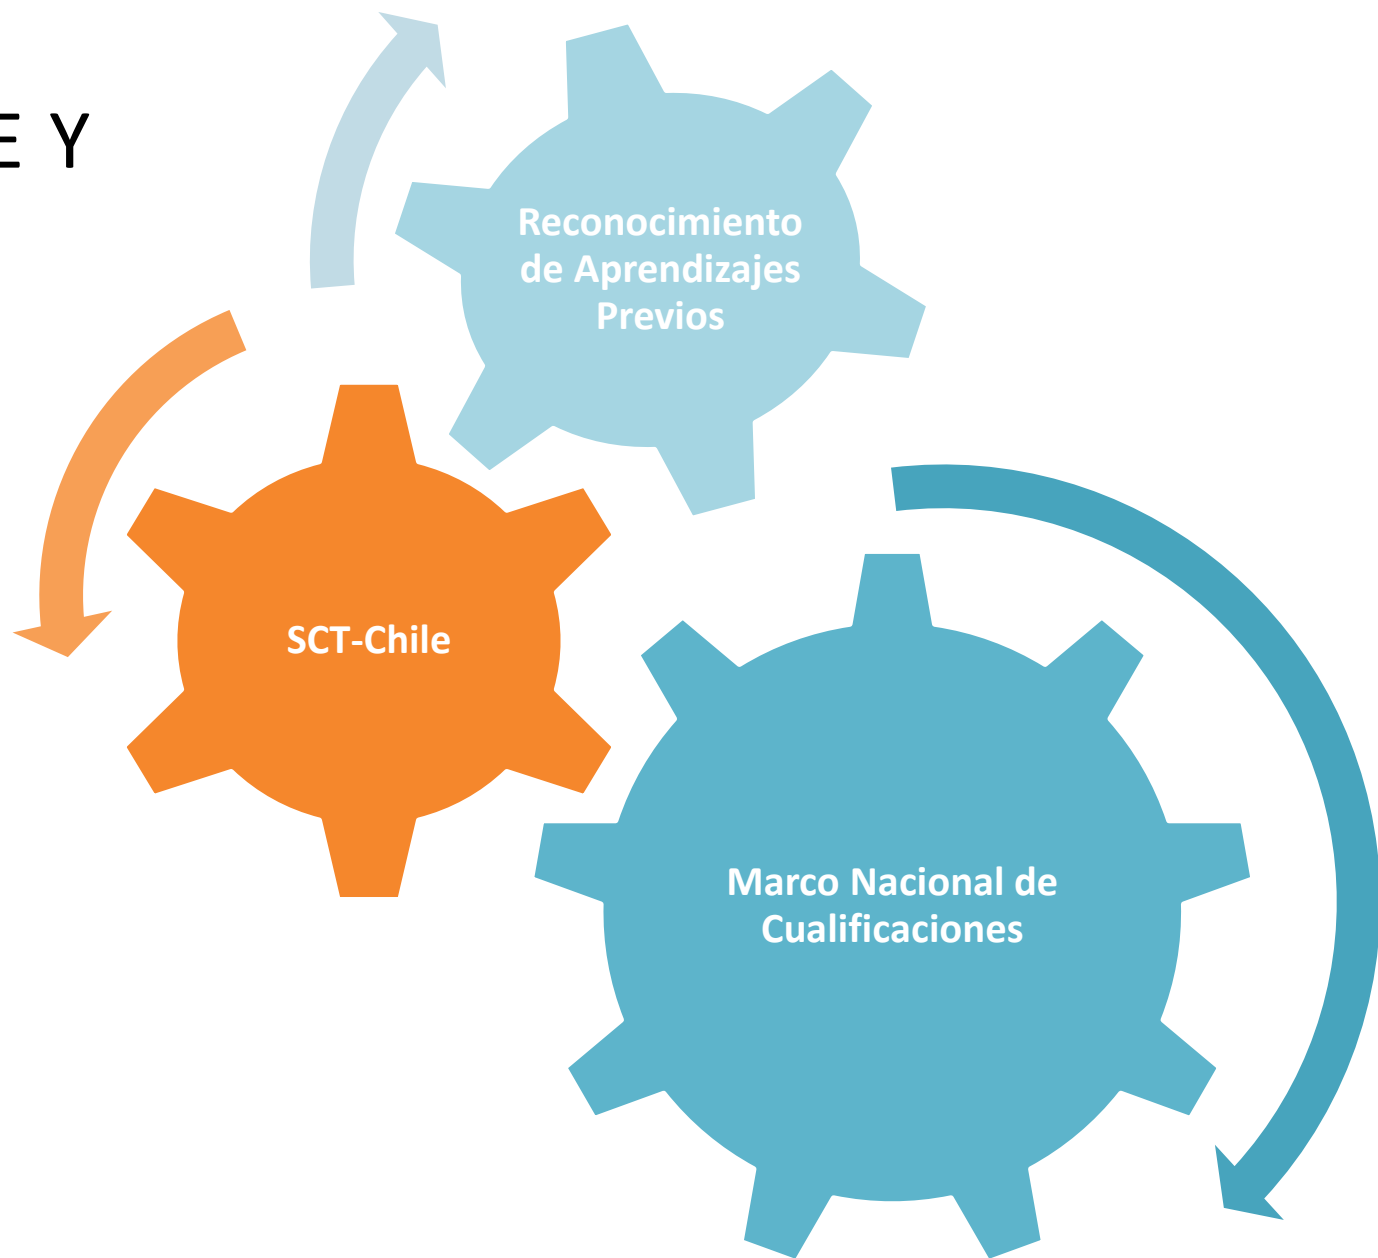 E Y
Reconocimiento
de Aprendizajes
Previos
SCT-Chile
Marco Nacional de
Cualificaciones